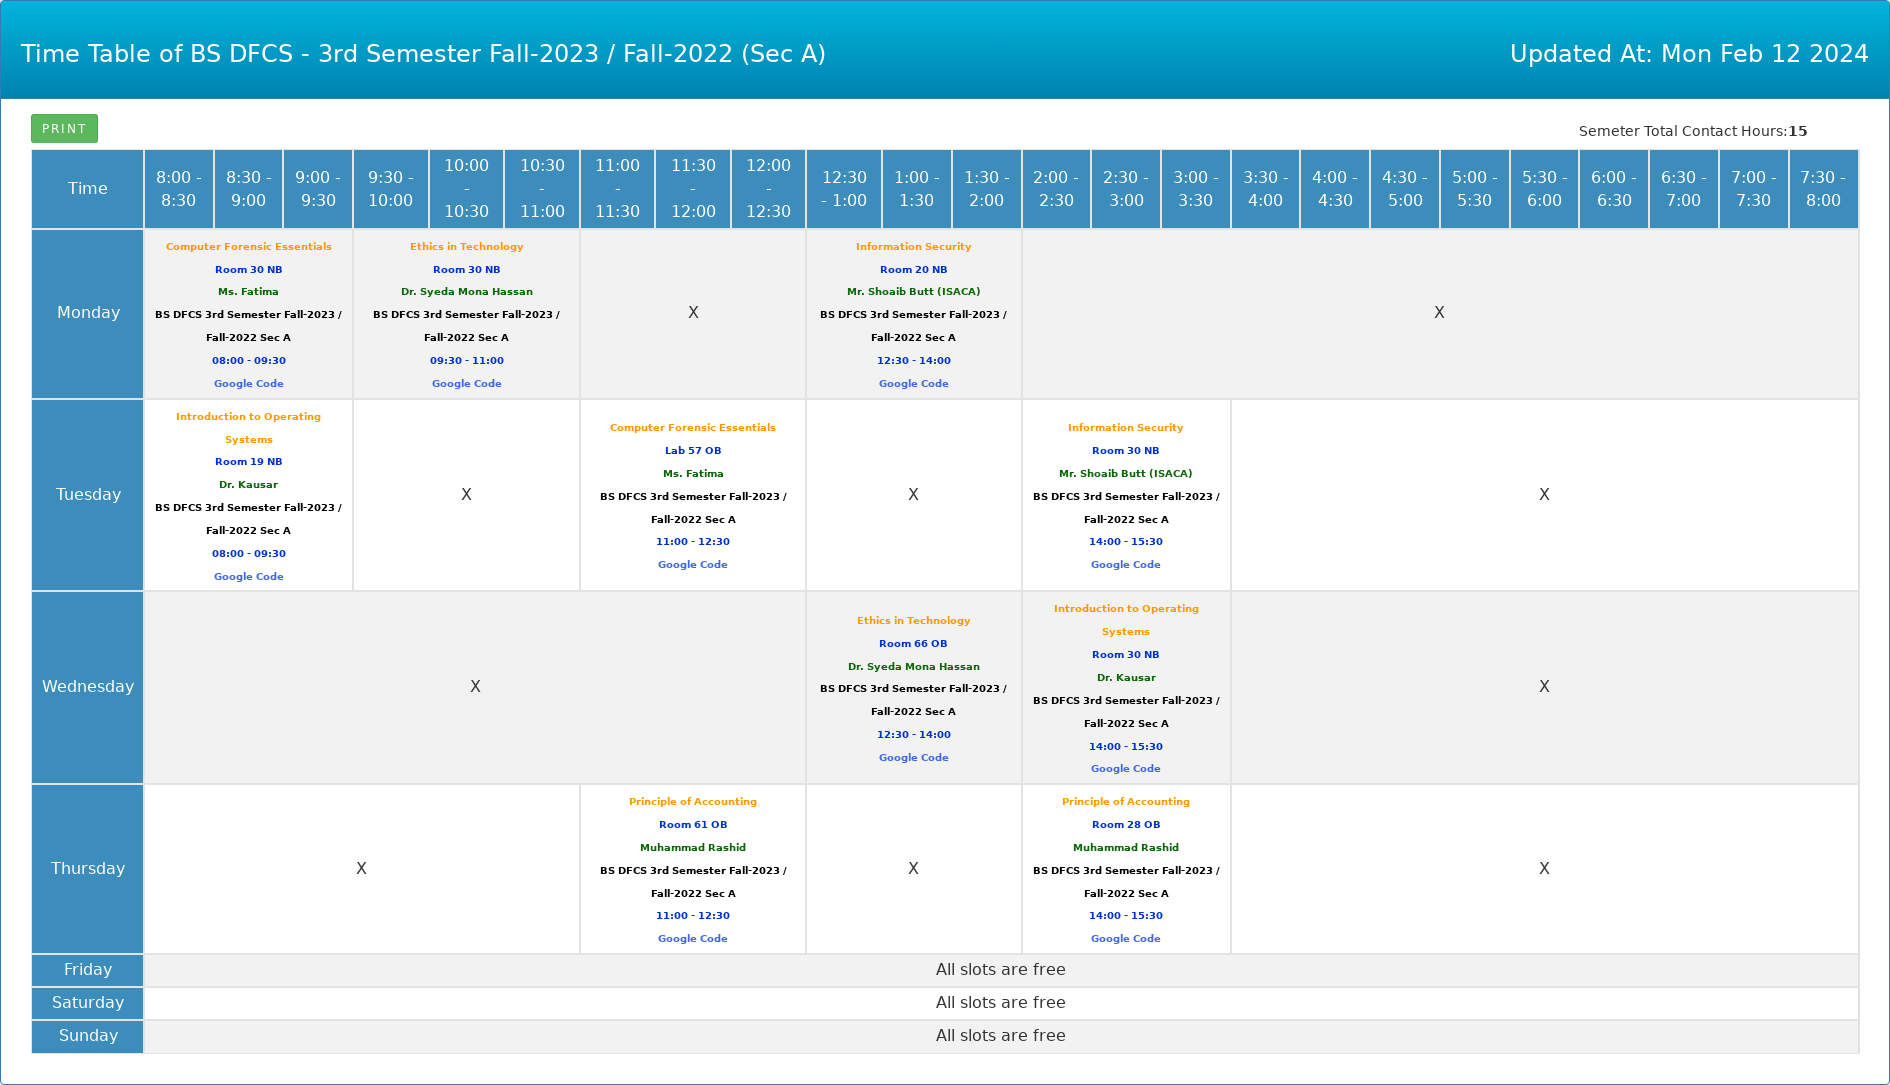 Time Table of BS DFCS - 3rd Semester Fall-2023 / Fall-2022 (Sec A)
Updated At: Mon Feb 12 2024
PRINT
Semeter Total Contact Hours:15
Time
8:00 -
8:30
8:30 -
9:00
9:00 -
9:30
9:30 -
10:00
10:00
-
10:30
10:30
-
11:00
11:00
-
11:30
11:30
-
12:00
12:00
-
12:30
12:30
- 1:00
1:00 -
1:30
1:30 -
2:00
2:00 -
2:30
2:30 -
3:00
3:00 -
3:30
3:30 -
4:00
4:00 -
4:30
4:30 -
5:00
5:00 -
5:30
5:30 -
6:00
6:00 -
6:30
6:30 -
7:00
7:00 -
7:30
7:30 -
8:00
Monday
Computer Forensic Essentials
Room 30 NB
Ms. Fatima
BS DFCS 3rd Semester Fall-2023 /
Fall-2022 Sec A
08:00 - 09:30
Google Code
Ethics in Technology
Room 30 NB
Dr. Syeda Mona Hassan
BS DFCS 3rd Semester Fall-2023 /
Fall-2022 Sec A
09:30 - 11:00
Google Code
X
Information Security
Room 20 NB
Mr. Shoaib Butt (ISACA)
BS DFCS 3rd Semester Fall-2023 /
Fall-2022 Sec A
12:30 - 14:00
Google Code
X
Tuesday
Introduction to Operating
Systems
Room 19 NB
Dr. Kausar
BS DFCS 3rd Semester Fall-2023 /
Fall-2022 Sec A
08:00 - 09:30
Google Code
X
Computer Forensic Essentials
Lab 57 OB
Ms. Fatima
BS DFCS 3rd Semester Fall-2023 /
Fall-2022 Sec A
11:00 - 12:30
Google Code
X
Information Security
Room 30 NB
Mr. Shoaib Butt (ISACA)
BS DFCS 3rd Semester Fall-2023 /
Fall-2022 Sec A
14:00 - 15:30
Google Code
X
Wednesday
X
Ethics in Technology
Room 66 OB
Dr. Syeda Mona Hassan
BS DFCS 3rd Semester Fall-2023 /
Fall-2022 Sec A
12:30 - 14:00
Google Code
Introduction to Operating
Systems
Room 30 NB
Dr. Kausar
BS DFCS 3rd Semester Fall-2023 /
Fall-2022 Sec A
14:00 - 15:30
Google Code
X
Thursday
X
Principle of Accounting
Room 61 OB
Muhammad Rashid
BS DFCS 3rd Semester Fall-2023 /
Fall-2022 Sec A
11:00 - 12:30
Google Code
X
Principle of Accounting
Room 28 OB
Muhammad Rashid
BS DFCS 3rd Semester Fall-2023 /
Fall-2022 Sec A
14:00 - 15:30
Google Code
X
Friday
All slots are free
Saturday
All slots are free
Sunday
All slots are free